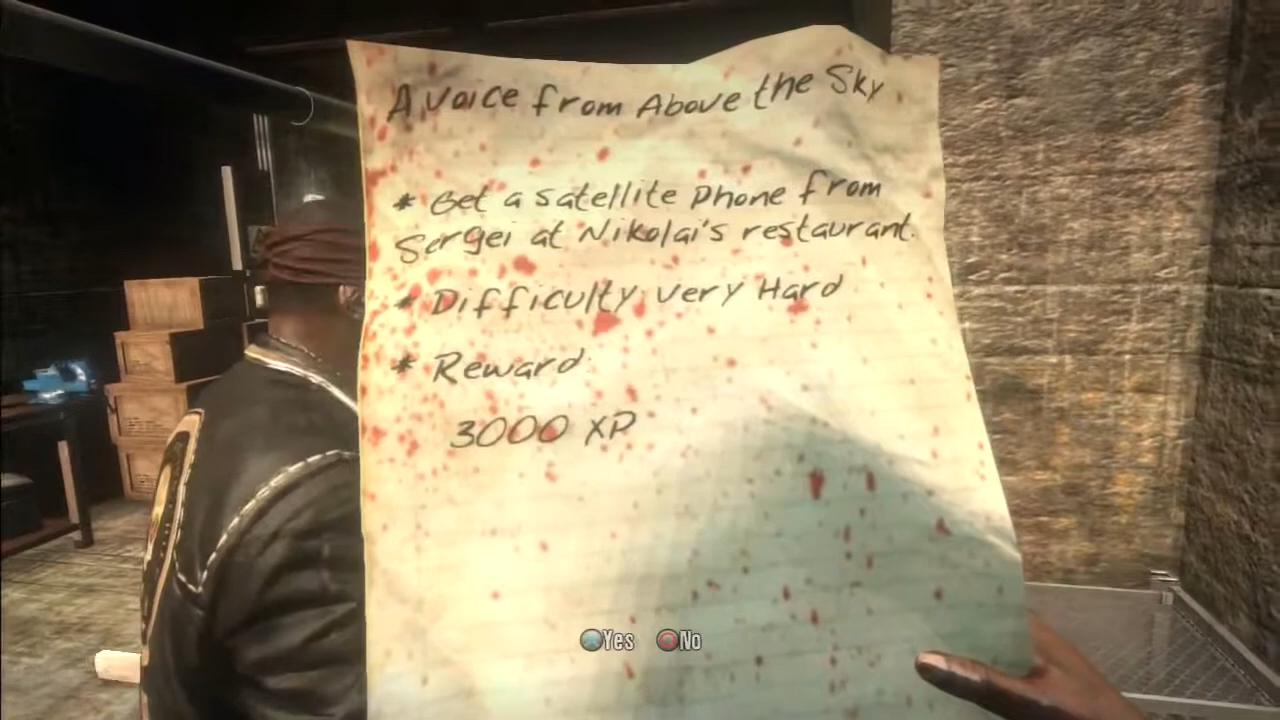 A voice from Above the Sky
* Get a satellite phone from
Sergei at Nikolai's restaurant.
* Difficulty: very Hard
* Reward:
3000 XP
Yes No